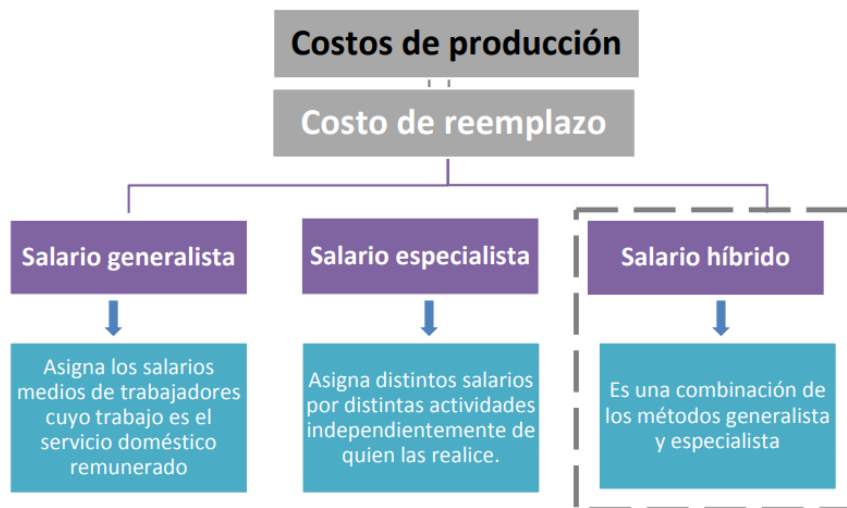 Costos de producción
Costo de reemplazo
Salario generalista
Salario especialista
Salario híbrido
Asigna los salarios
medios de trabajadores
cuyo trabajo es el
servicio doméstico
remunerado
Asigna distintos salarios
por distintas actividades
independientemente de
quien las realice.
Es una combinación de
los métodos generalista
y especialista